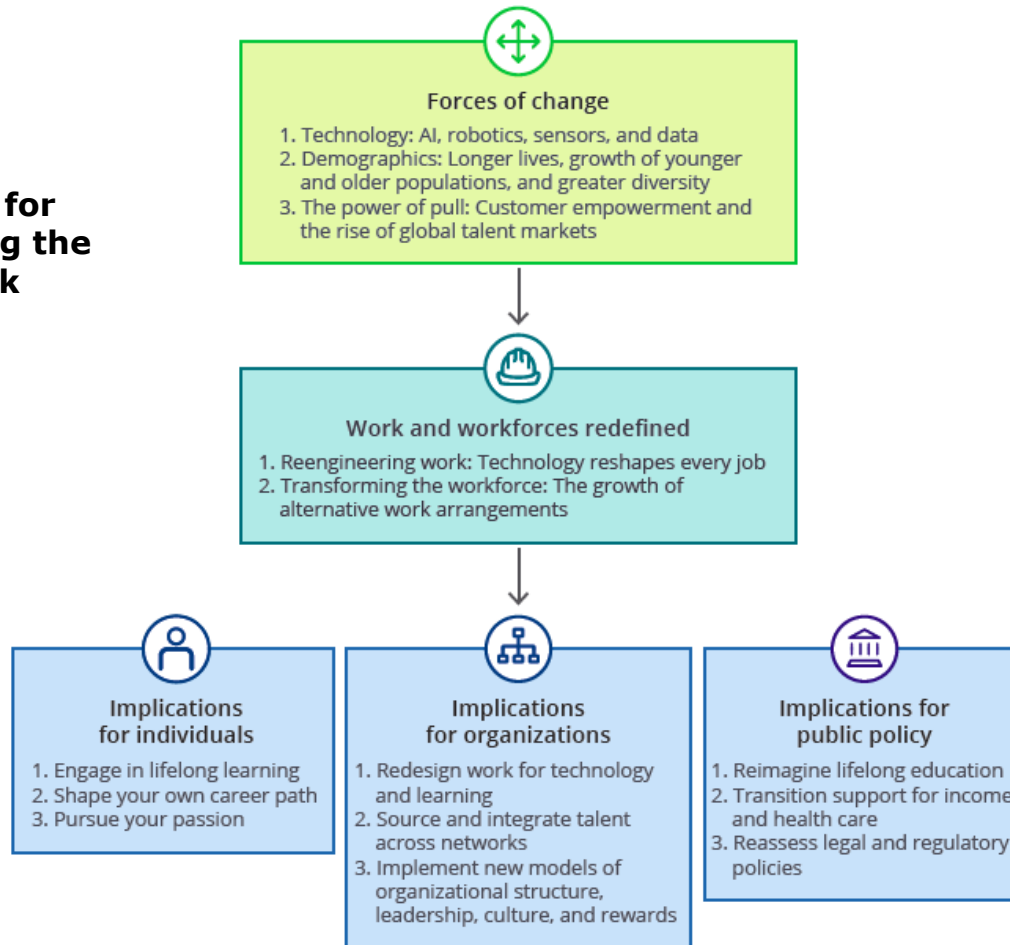 for
g the
k
Forces of change
1. Technology: AI, robotics, sensors, and data
2. Demographics: Longer lives, growth of younger
and older populations, and greater diversity
3. The power of pull: Customer empowerment and
the rise of global talent markets
Work and workforces redefined
1. Reengineering work: Technology reshapes every job
2. Transforming the workforce: The growth of
alternative work arrangements
Implications
for individuals
1. Engage in lifelong learning
2. Shape your own career path
3. Pursue your passion
Implications
for organizations
1. Redesign work for technology
and learning
2. Source and integrate talent
across networks
3. Implement new models of
organizational structure,
leadership, culture, and rewards
Implications for
public policy
1. Reimagine lifelong education
2. Transition support for income
and health care
3. Reassess legal and regulatory
policies